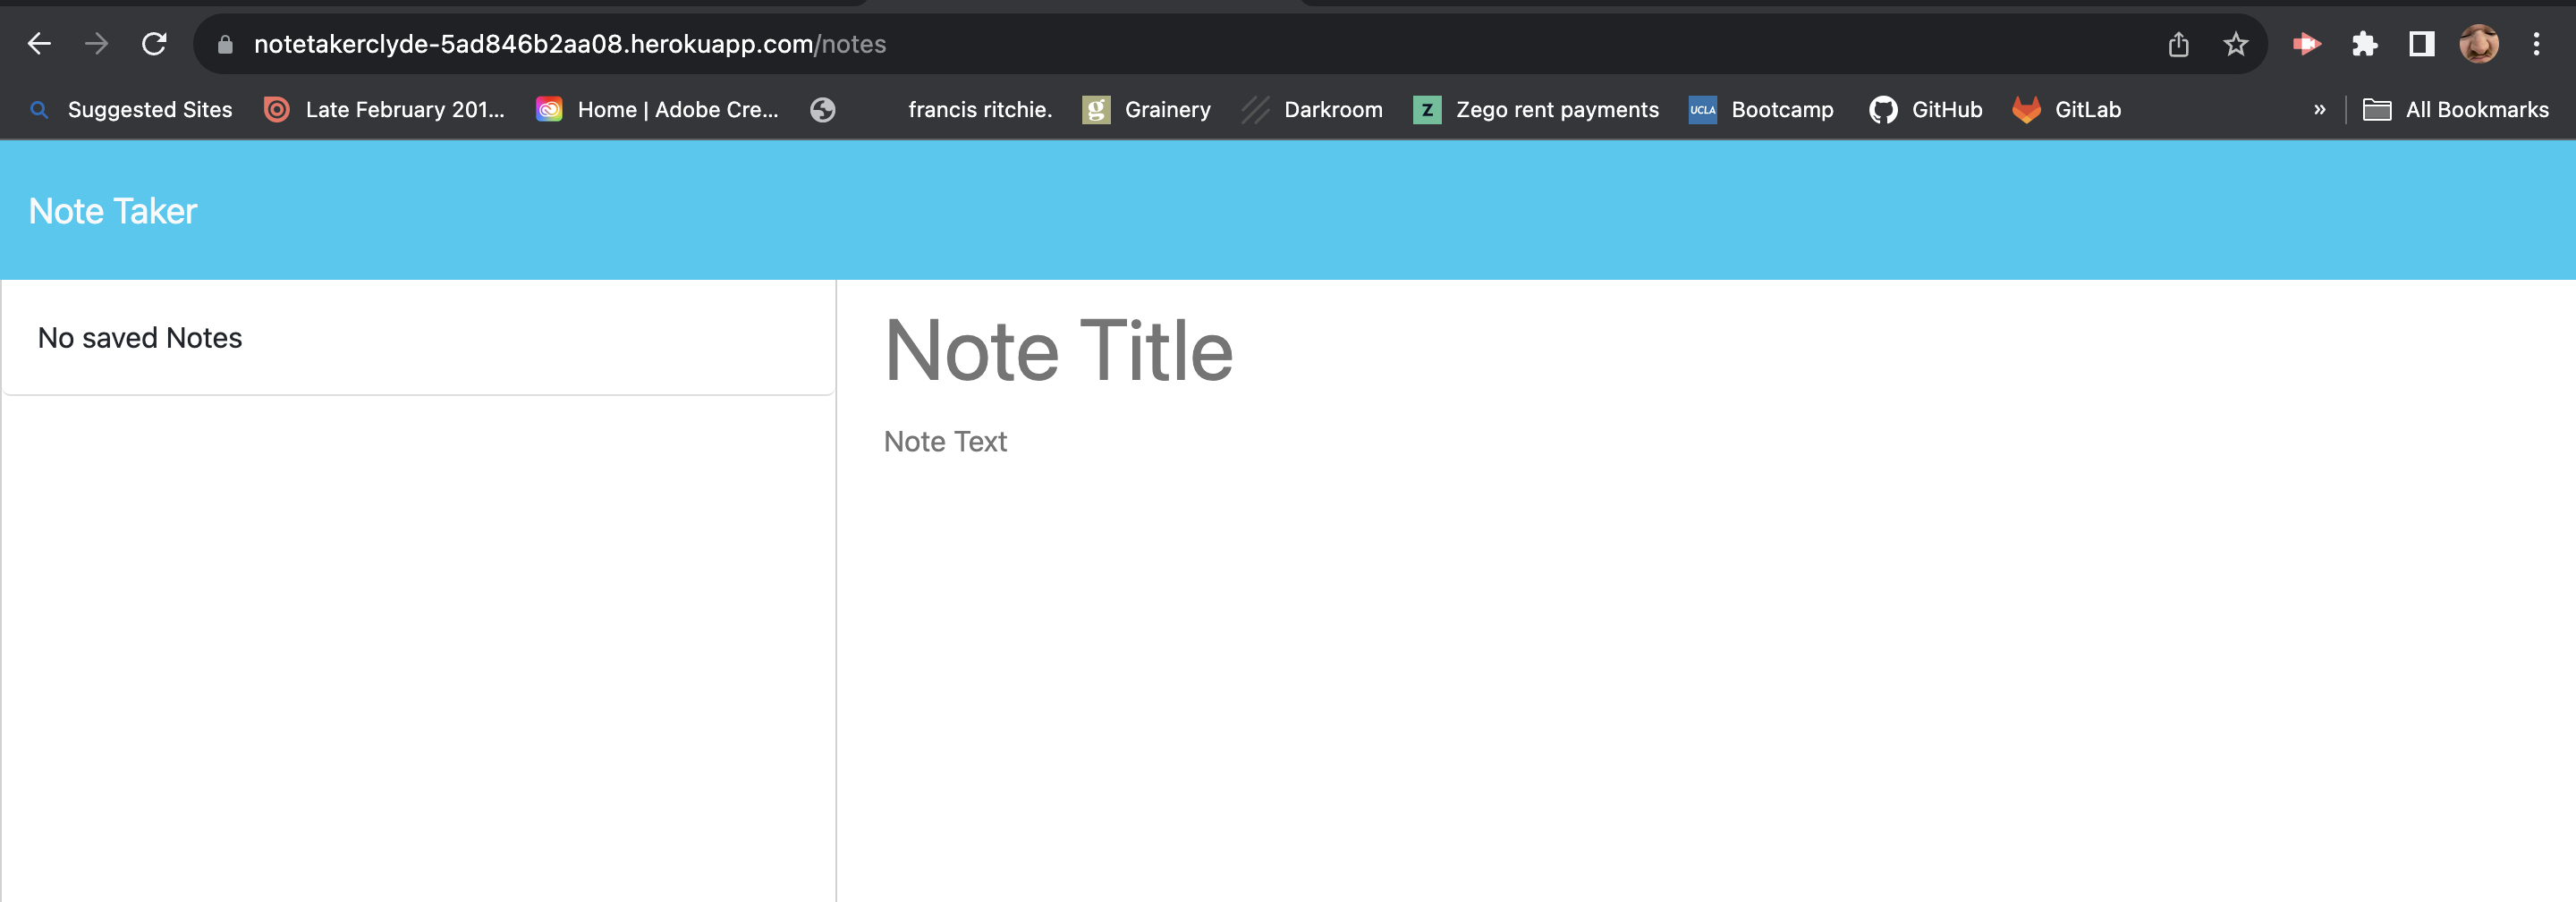 notetakerclyde-5ad846b2aa08.herokuapp.com/notes
Suggested Sites Late February 201... Home | Adobe Cre... francis ritchie. g Grainery Darkroom Z Zego rent payments UCLA Bootcamp GitHub GitLab » All Bookmarks
Note Taker
No saved Notes
Note Title
Note Text